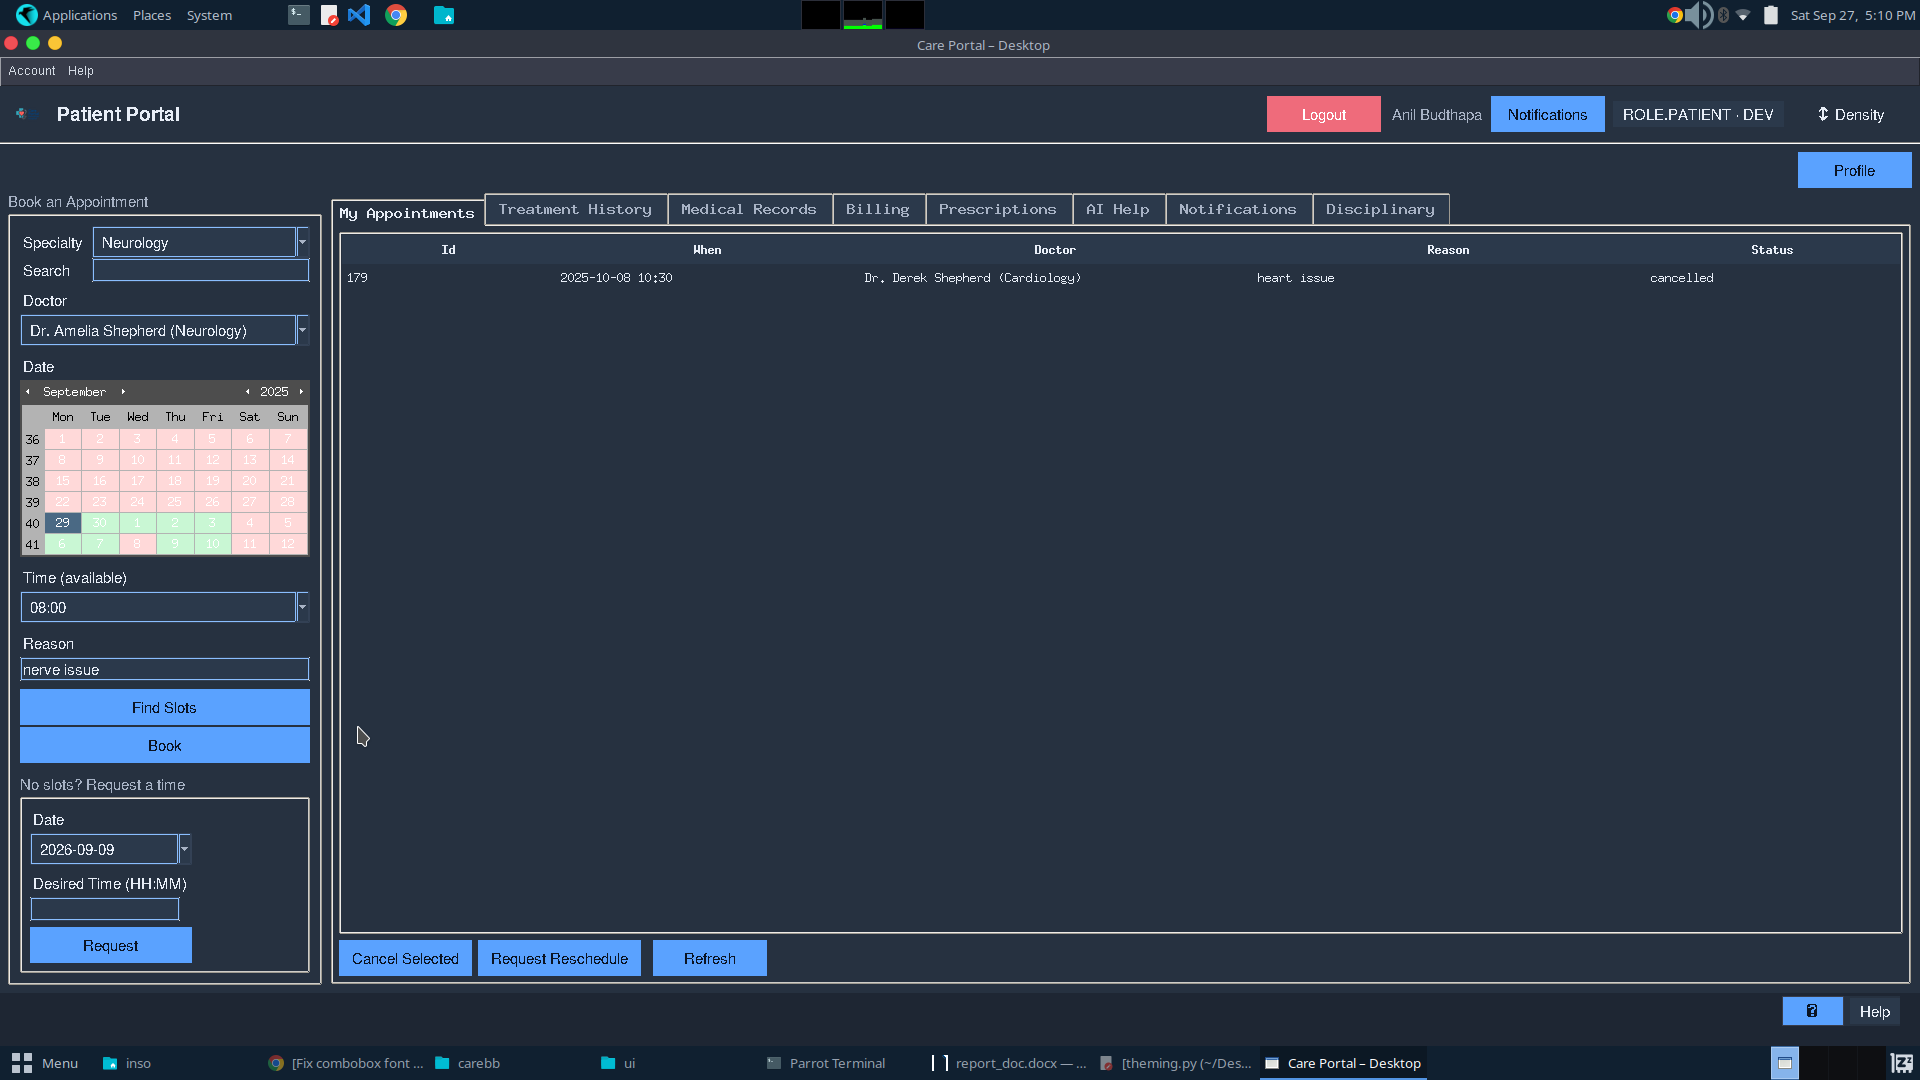 Applications Places System
Sat Sep 27, 5:10 PM
Care Portal – Desktop
Account Help
Patient Portal
Logout Anil Budthapa Notifications ROLE.PATIENT · DEV ⇕ Density
Profile
Book an Appointment
Specialty Neurology
Search
Doctor
Dr. Amelia Shepherd (Neurology)
Date
September 2025
Mon Tue Wed Thu Fri Sat Sun
36 1 2 3 4 5 6 7
37 8 9 10 11 12 13 14
38 15 16 17 18 19 20 21
39 22 23 24 25 26 27 28
40 29 30 1 2 3 4 5
41 6 7 8 9 10 11 12
Time (available)
08:00
Reason
nerve issue
Find Slots
Book
No slots? Request a time
Date
2026-09-09
Desired Time (HH:MM)
Request
My Appointments Treatment History Medical Records Billing Prescriptions AI Help Notifications Disciplinary
Id When Doctor Reason Status
179 2025-10-08 10:30 Dr. Derek Shepherd (Cardiology) heart issue cancelled
Cancel Selected Request Reschedule Refresh
? Help
Menu inso [Fix combobox font ... carebb ui Parrot Terminal report_doc.docx — ... [theming.py (~/Des... Care Portal – Desktop